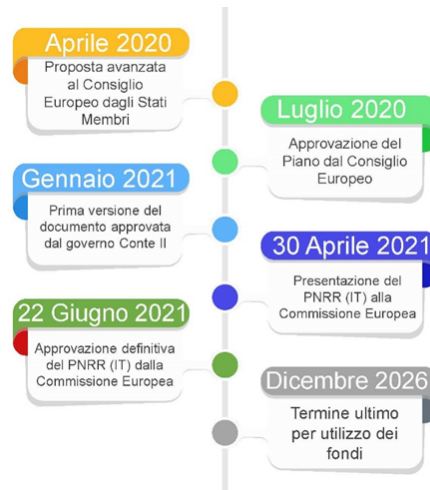 Aprile 2020
Proposta avanzata
al Consiglio
Europeo dagli Stati
Membri
Luglio 2020
Approvazione del
Piano dal Consiglio
Europeo
Gennaio 2021
Prima versione del
documento approvata
dal governo Conte II
30 Aprile 2021
Presentazione del
PNRR (IT) alla
Commissione Europea
22 Giugno 2021
Approvazione definitiva
del PNRR (IT) dalla
Commissione Europea
Dicembre 2026
Termine ultimo
per utilizzo dei
fondi